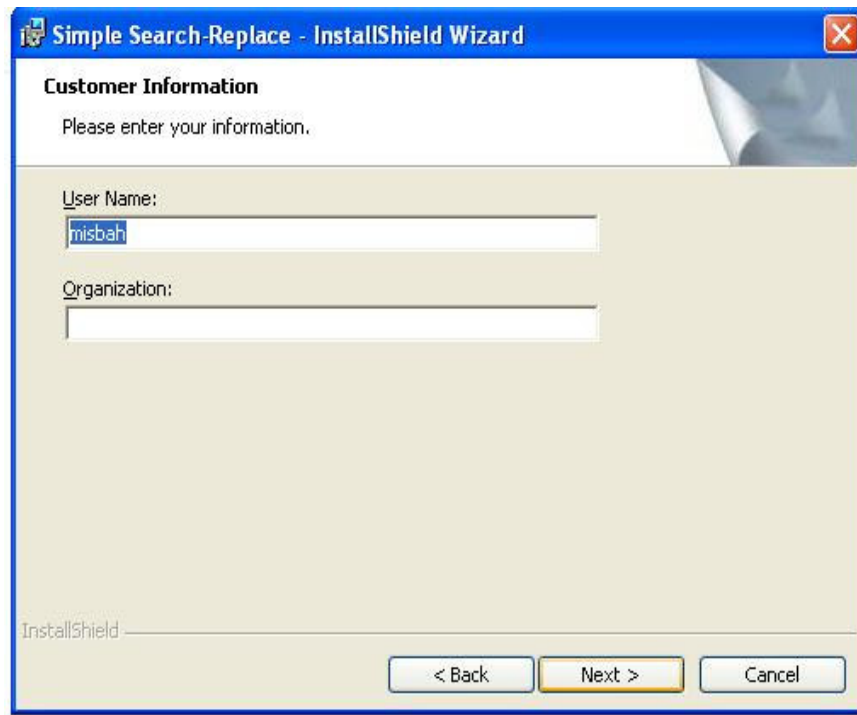 Simple Search-Replace - InstallShield Wizard
Customer Information
Please enter your information.
User Name:
misbah
Organization:
InstallShield
< Back Next > Cancel